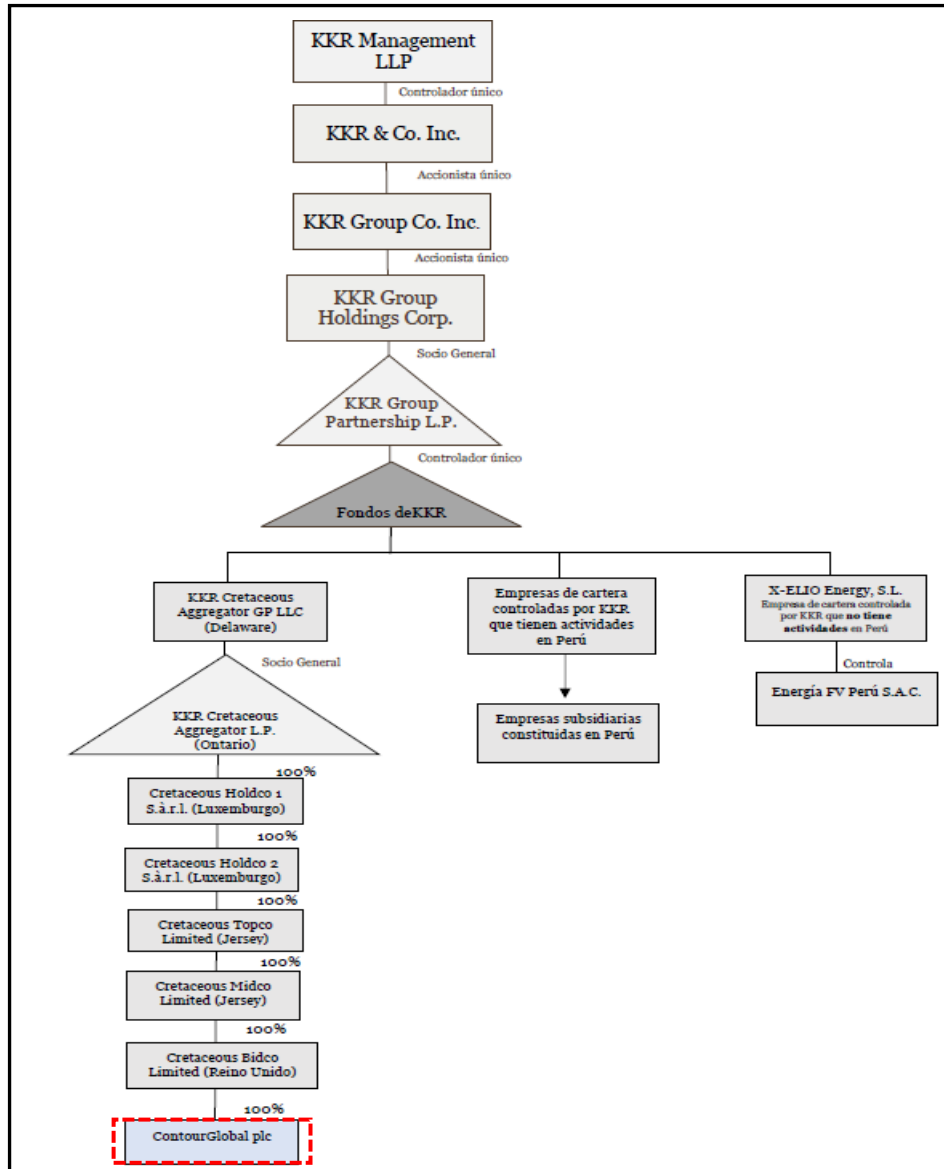 KKR Management
LLP
Controlador único
KKR & Co. Inc.
Accionista único
KKR Group Co. Inc.
Accionista único
KKR Group
Holdings Corp.
Socio General
KKR Group
Partnership L.P.
Controlador único
Fondos deKKR
KKR Cretaceous
Aggregator GP LLC
(Delaware)
Socio General
KKR Cretaceous
Aggregator L.P.
(Ontario)
100%
Cretaceous Holdco 1
S.à.r.l. (Luxemburgo)
100%
Cretaceous Holdco 2
S.à.r.l. (Luxemburgo)
100%
Cretaceous Topco
Limited (Jersey)
100%
Cretaceous Midco
Limited (Jersey)
100%
Cretaceous Bidco
Limited (Reino Unido)
100%
ContourGlobal plc
Empresas de cartera
controladas por KKR
que tienen actividades
en Perú
Empresas subsidiarias
constituidas en Perú
X-ELIO Energy, S.L.
Empresa de cartera controlada
por KKR que no tiene
actividades en Perú
Controla
Energía FV Perú S.A.C.